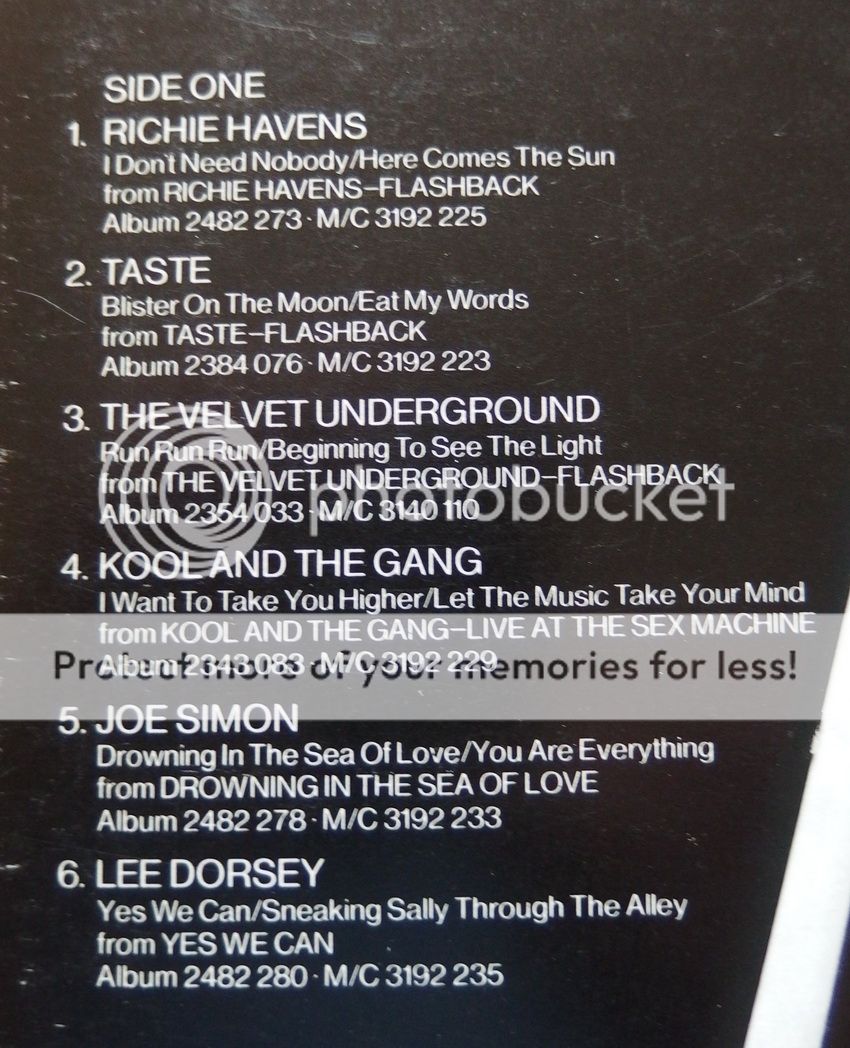 SIDE ONE
1. RICHIE HAVENS
I Don't Need Nobody/Here Comes The Sun
from RICHIE HAVENS-FLASHBACK
Album 2482 273 · M/C 3192 225
2. TASTE
Blister On The Moon/Eat My Words
from TASTE-FLASHBACK
Album 2384 076 · M/C 3192 223
3. THE VELVET UNDERGROUND
Run Run Run/Beginning To See The Light
from THE VELVET UNDERGROUND-FLASHBACK
photobucket
Album 2354 033 · M/C 3140 110
4. KOOL AND THE GANG
I Want To Take You Higher/Let The Music Take Your Mind
from KOOL AND THE GANG-LIVE AT THE SEX MACHINE
Album 2343 083 · M/C 3192 229
Protect more of your memories for less!
5. JOE SIMON
Drowning In The Sea Of Love/You Are Everything
from DROWNING IN THE SEA OF LOVE
Album 2482 278 · M/C 3192 233
6. LEE DORSEY
Yes We Can/Sneaking Sally Through The Alley
from YES WE CAN
Album 2482 280 · M/C 3192 235